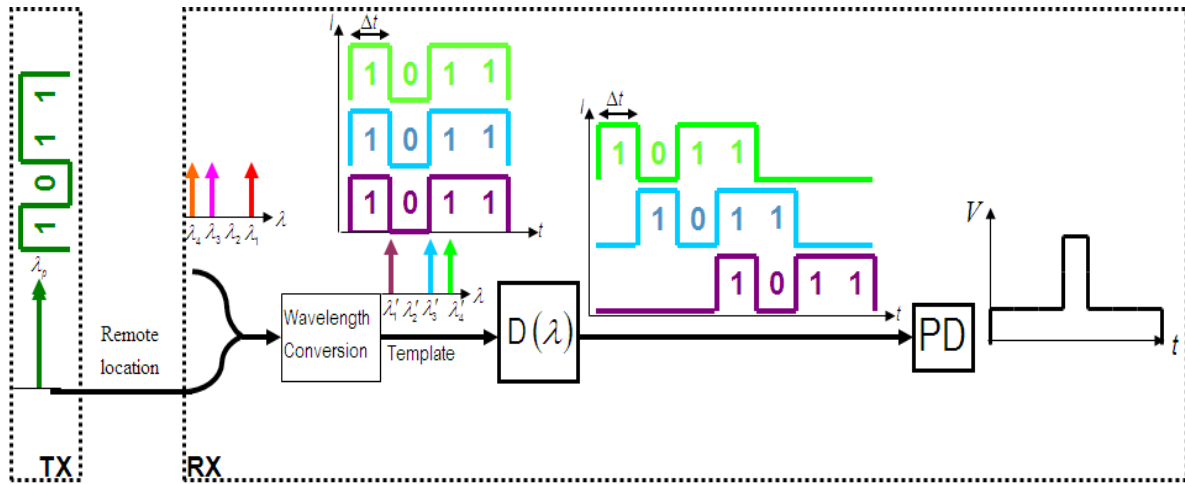 1 0 1 1
λp
Remote
location
TX
RX
λ4 λ3 λ2 λ1 λ
I
Δt
1 0 1 1
1 0 1 1
1 0 1 1
t
λ'1 λ'2 λ'3 λ'4 λ
Wavelength
Conversion
Template
D(λ)
I
Δt
1 0 1 1
1 0 1 1
1 0 1 1
t
PD
V
t